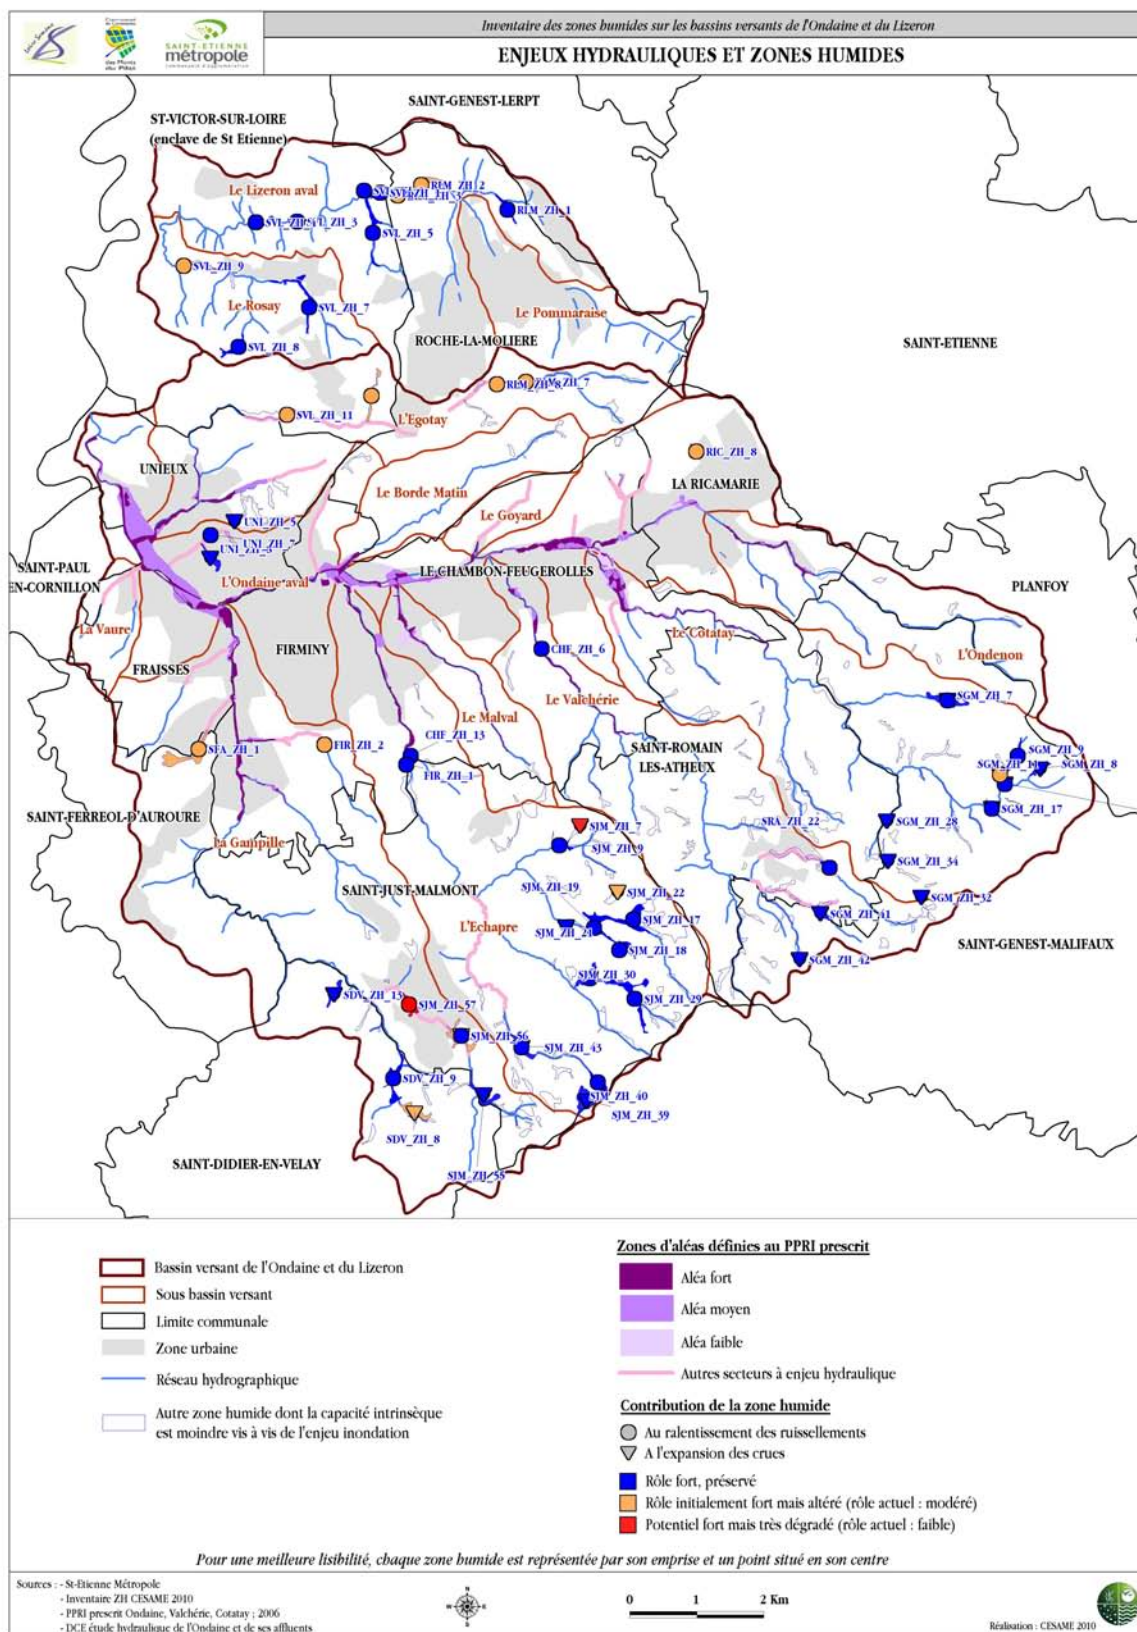 Inventaire des zones humides sur les bassins versants de l'Ondaine et du Lizeron
ENJEUX HYDRAULIQUES ET ZONES HUMIDES
SAINT-ETIENNE
métropole
des Monts
du Pilat
SAINT-GENEST-LERPT
ST-VICTOR-SUR-LOIRE
(enclave de St Etienne)
Le Lizeron aval
RLM_ZH_2
RLM_ZH_1
SVL_ZH_3
SVL_ZH_5
SVL_ZH_9
Le Rosay
SVL_ZH_7
Le Pommaraise
SVL_ZH_8
ROCHE-LA-MOLIERE
SAINT-ETIENNE
RLM_ZH_8
SVL_ZH_11
L'Egotay
RIC_ZH_8
UNIEUX
LA RICAMARIE
Le Borde Matin
Le Goyard
UNI_ZH_5
UNI_ZH_7
SAINT-PAUL
EN-CORNILLON
L'Ondaine aval
LE CHAMBON-FEUGEROLLES
PLANFOY
La Vaure
Le Cotatay
FIRMINY
CHF_ZH_6
L'Ondenon
FRAISSES
Le Valchérie
SGM_ZH_7
Le Malval
CHF_ZH_13
SAINT-ROMAIN
LES-ATHEUX
SFA_ZH_1
FIR_ZH_2
SGM_ZH_9
SGM_ZH_8
FIR_ZH_1
SGM_ZH_17
SAINT-FERREOL-D'AUROURE
SJM_ZH_7
SRA_ZH_22
SGM_ZH_28
La Gampille
SJM_ZH_9
SGM_ZH_34
SAINT-JUST-MALMONT
SJM_ZH_19
SJM_ZH_22
SGM_ZH_32
L'Echapre
SJM_ZH_17
SGM_ZH_41
SJM_ZH_21
SJM_ZH_18
SAINT-GENEST-MALIFAUX
SGM_ZH_42
SJM_ZH_30
SDV_ZH_13
SJM_ZH_57
SJM_ZH_29
SJM_ZH_56
SJM_ZH_43
SDV_ZH_9
SJM_ZH_40
SJM_ZH_39
SDV_ZH_8
SAINT-DIDIER-EN-VELAY
SJM_ZH_55
Bassin versant de l'Ondaine et du Lizeron
Sous bassin versant
Limite communale
Zone urbaine
Réseau hydrographique
Autre zone humide dont la capacité intrinsèque
est moindre vis à vis de l'enjeu inondation
Zones d'aléas définies au PPRI prescrit
Aléa fort
Aléa moyen
Aléa faible
Autres secteurs à enjeu hydraulique
Contribution de la zone humide
Au ralentissement des ruissellements
A l'expansion des crues
Rôle fort, préservé
Rôle initialement fort mais altéré (rôle actuel : modéré)
Potentiel fort mais très dégradé (rôle actuel : faible)
Pour une meilleure lisibilité, chaque zone humide est représentée par son emprise et un point situé en son centre
Sources : - St-Etienne Métropole
- Inventaire ZH CESAME 2010
- PPRI prescrit Ondaine, Valchérie, Cotatay ; 2006
- DCE étude hydraulique de l'Ondaine et de ses affluents
0 1 2 Km
Réalisation : CESAME 2010